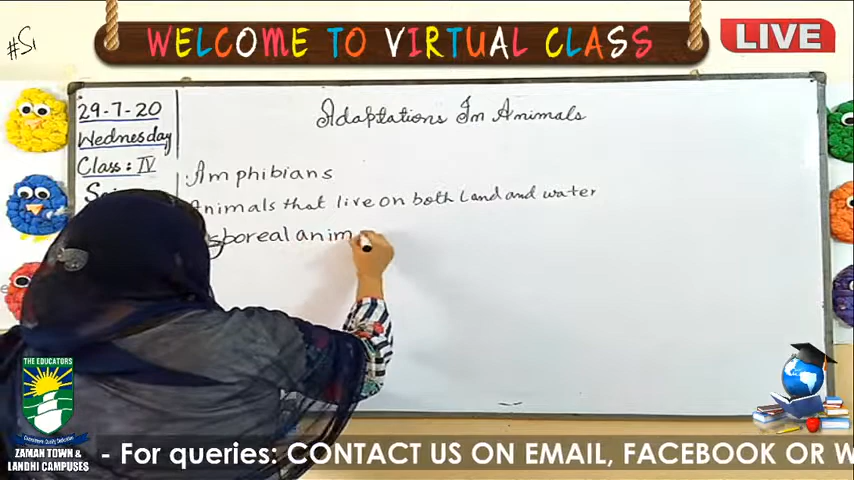 #Si
WELCOME TO VIRTUAL CLASS
LIVE
29-7-20
Wednesday
Class: IV
Adaptations In Animals
Amphibians
Animals that live on both land and water
anim
THE EDUCATORS
ZAMAN TOWN &
LANDHI CAMPUSES
- For queries: CONTACT US ON EMAIL, FACEBOOK OR W